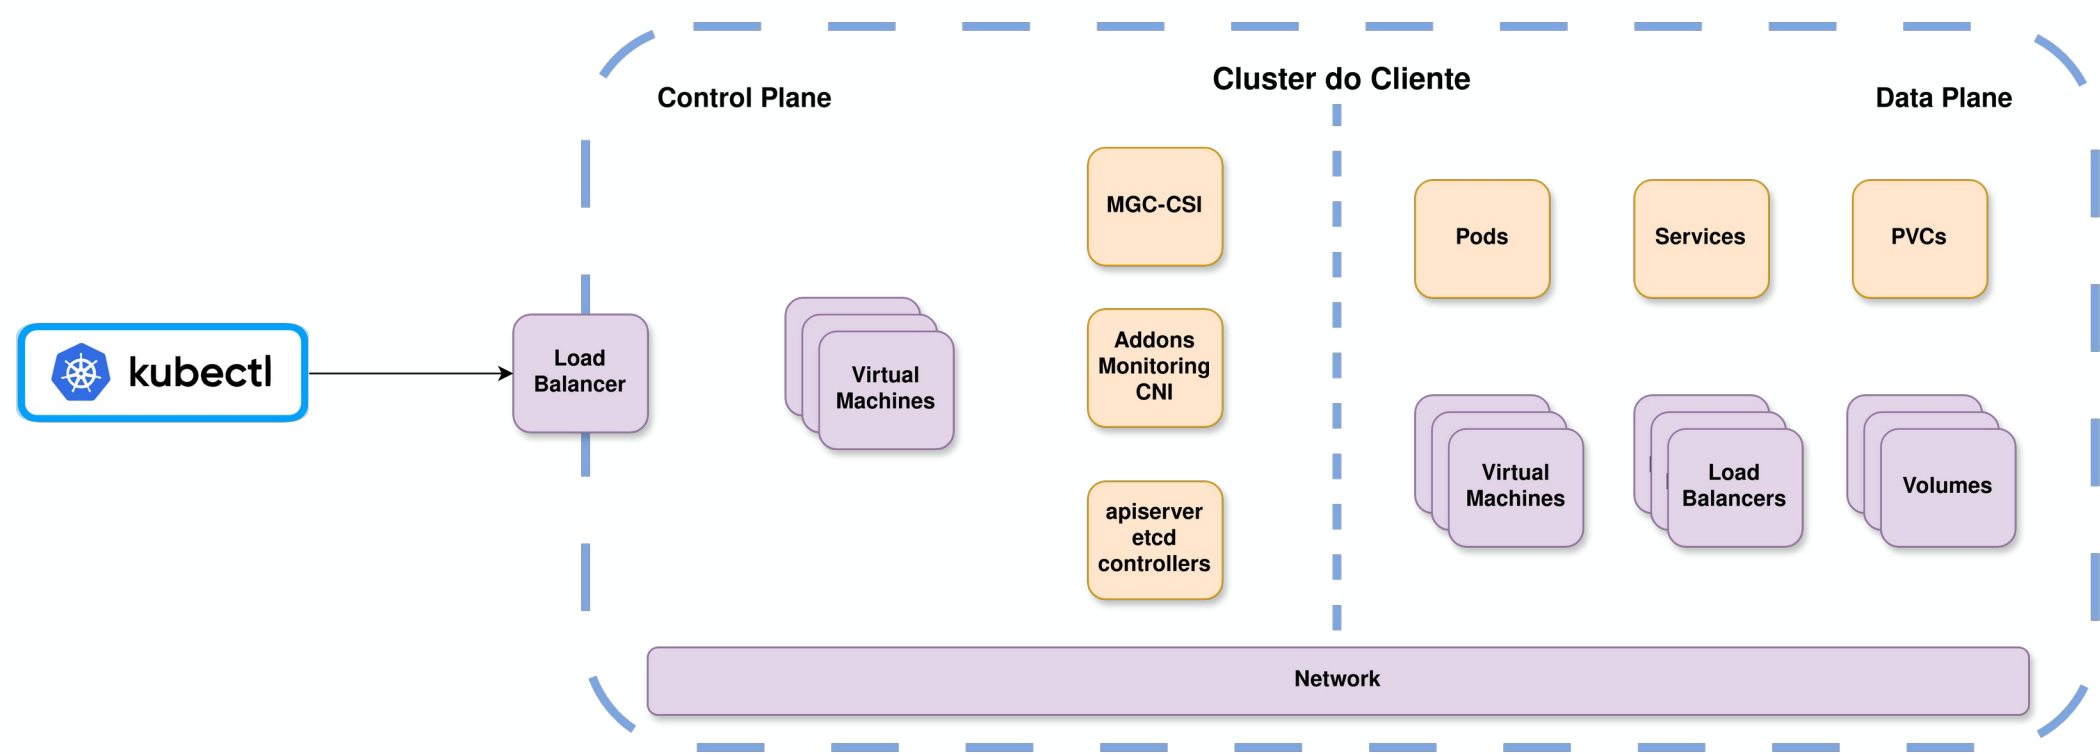 Cluster do Cliente
Control Plane
Data Plane
MGC-CSI
Pods
Services
PVCs
kubectl
Load
Balancer
Virtual
Machines
Addons
Monitoring
CNI
apiserver
etcd
controllers
Virtual
Machines
Load
Balancers
Volumes
Network